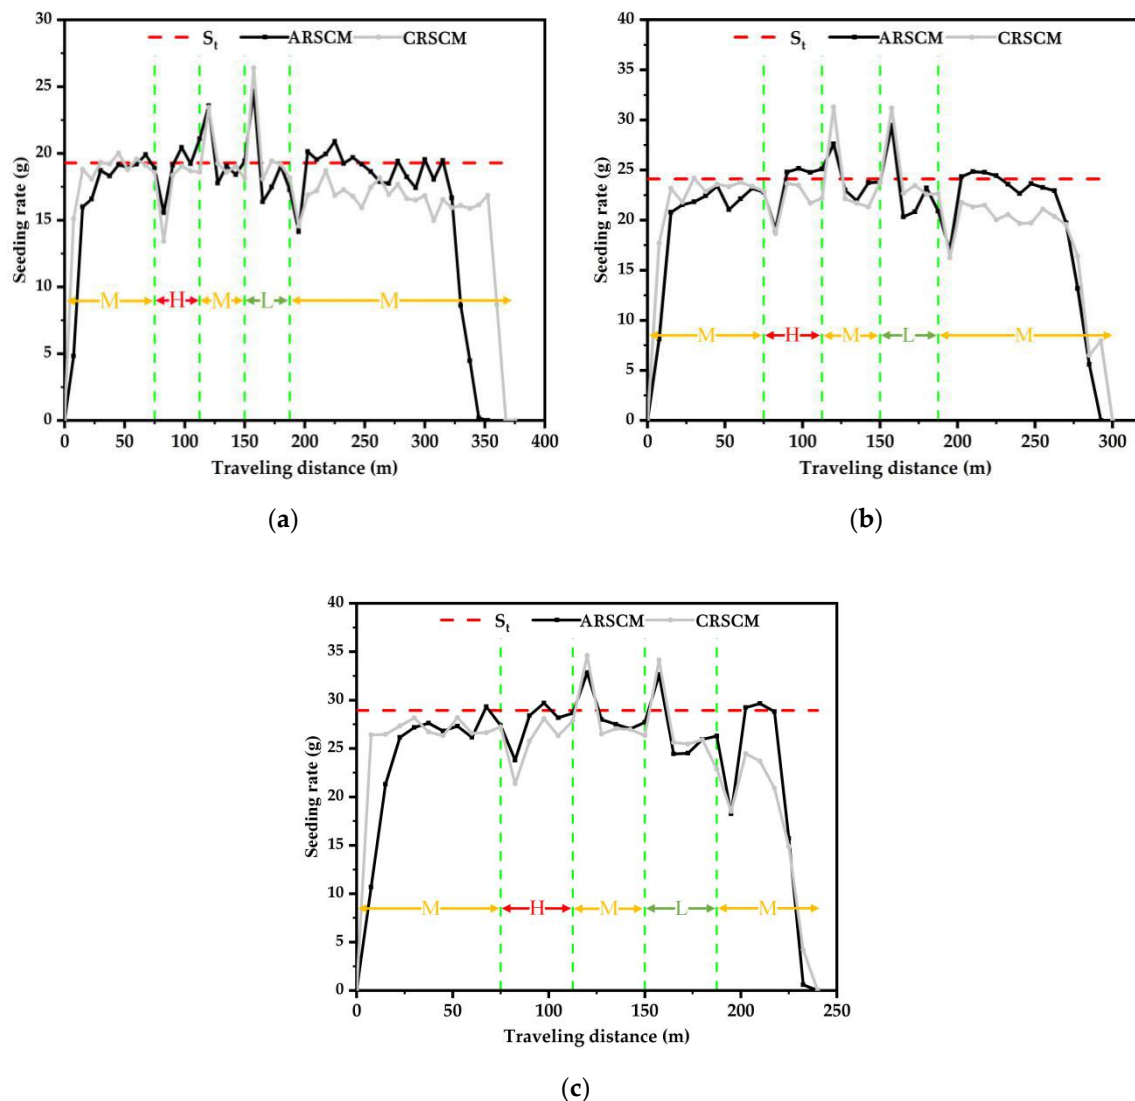 30
25
20
15
10
5
0
Seeding rate (g)
S_t ARSCM CRSCM
M H M L M
0 50 100 150 200 250 300 350 400
Traveling distance (m)
(a)
40
35
30
25
20
15
10
5
0
Seeding rate (g)
S_t ARSCM CRSCM
M H M L M
0 50 100 150 200 250 300
Traveling distance (m)
(b)
40
35
30
25
20
15
10
5
0
Seeding rate (g)
S_t ARSCM CRSCM
M H M L M
0 50 100 150 200 250
Traveling distance (m)
(c)